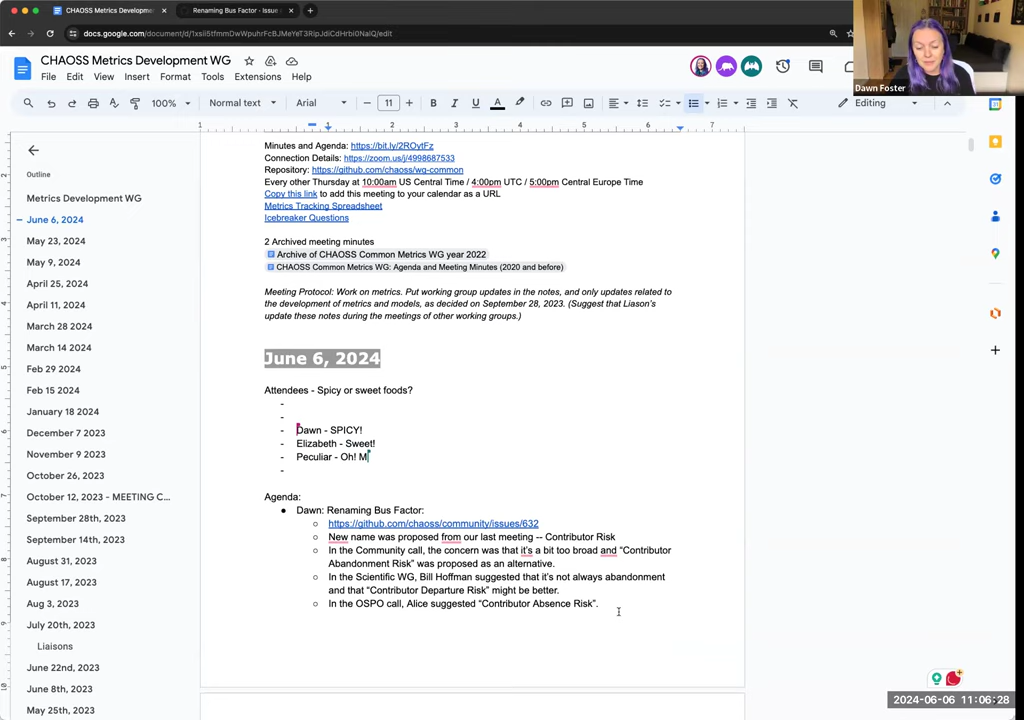 CHAOSS Metrics Developme
Renaming Bus Factor - Issue
docs.google.com/document/d/1xsii5tfmmDwWpuhrFcBJMeYeT3RipJdiCdHrbi0NaIQ/edit
Dawn Foster
CHAOSS Metrics Development WG
File Edit View Insert Format Tools Extensions Help
100% Normal text Arial 11 Editing
1 1 2 3 4 5 6 7
Outline
Metrics Development WG
June 6, 2024
May 23, 2024
May 9, 2024
April 25, 2024
April 11, 2024
March 28 2024
March 14 2024
Feb 29 2024
Feb 15 2024
January 18 2024
December 7 2023
November 9 2023
October 26, 2023
October 12, 2023 - MEETING C...
September 28th, 2023
September 14th, 2023
August 31, 2023
August 17, 2023
Aug 3, 2023
July 20th, 2023
Liaisons
June 22nd, 2023
June 8th, 2023
May 25th, 2023
Minutes and Agenda: https://bit.ly/2ROytFz
Connection Details: https://zoom.us/j/4998687533
Repository: https://github.com/chaoss/wg-common
Every other Thursday at 10:00am US Central Time / 4:00pm UTC / 5:00pm Central Europe Time
Copy this link to add this meeting to your calendar as a URL
Metrics Tracking Spreadsheet
Icebreaker Questions
2 Archived meeting minutes
Archive of CHAOSS Common Metrics WG year 2022
CHAOSS Common Metrics WG: Agenda and Meeting Minutes (2020 and before)
Meeting Protocol: Work on metrics. Put working group updates in the notes, and only updates related to
the development of metrics and models, as decided on September 28, 2023. (Suggest that Liason's
update these notes during the meetings of other working groups.)
June 6, 2024
Attendees - Spicy or sweet foods?
-
-
- Dawn - SPICY!
- Elizabeth - Sweet!
- Peculiar - Oh! M
-
Agenda:
● Dawn: Renaming Bus Factor:
○ https://github.com/chaoss/community/issues/632
○ New name was proposed from our last meeting -- Contributor Risk
○ In the Community call, the concern was that it's a bit too broad and “Contributor
Abandonment Risk” was proposed as an alternative.
○ In the Scientific WG, Bill Hoffman suggested that it's not always abandonment
and that “Contributor Departure Risk” might be better.
○ In the OSPO call, Alice suggested “Contributor Absence Risk”.
2024-06-06 11:06:28